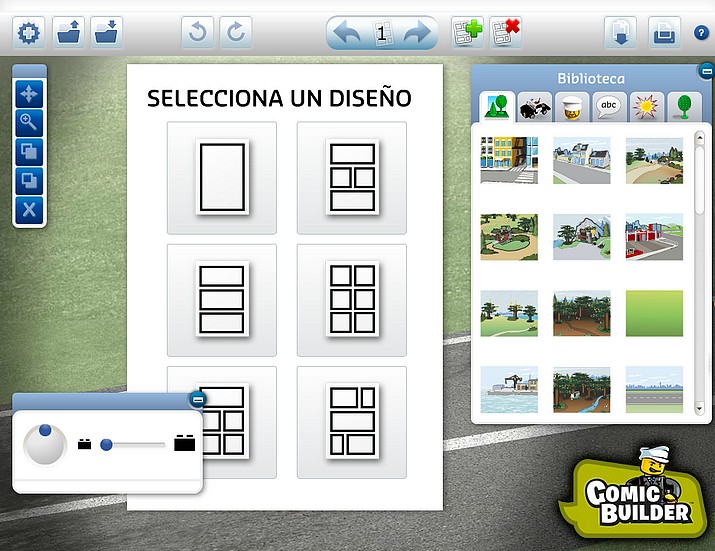 1
?
SELECCIONA UN DISEÑO
Biblioteca
abc
COMIC
BUILDER